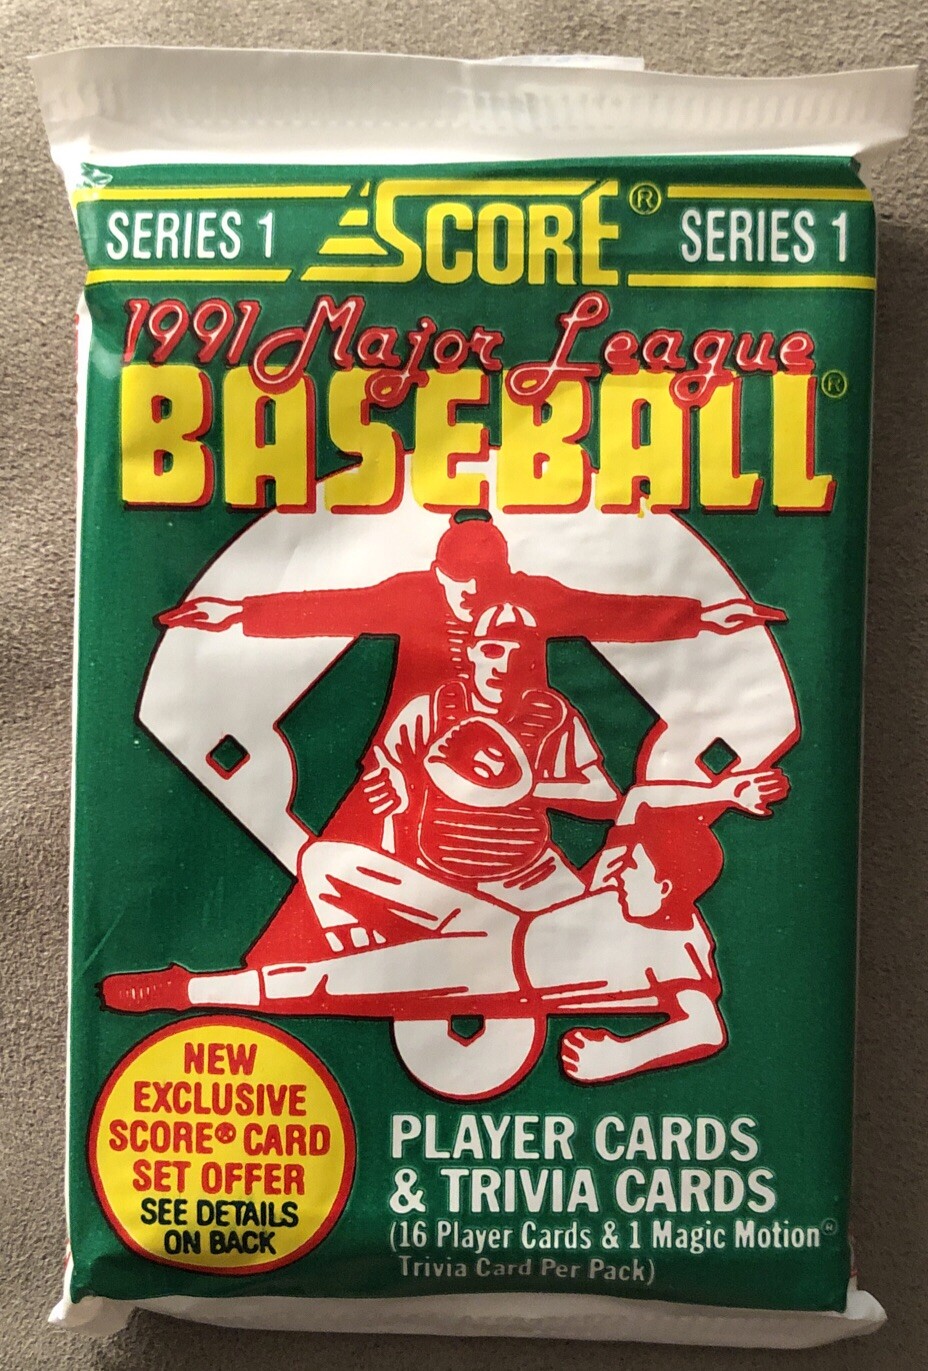 SERIES 1 SCORE® SERIES 1
1991 Major League
BASEBALL®
NEW
EXCLUSIVE
SCORE® CARD
SET OFFER
SEE DETAILS
ON BACK
PLAYER CARDS
& TRIVIA CARDS
(16 Player Cards & 1 Magic Motion®
Trivia Card Per Pack)